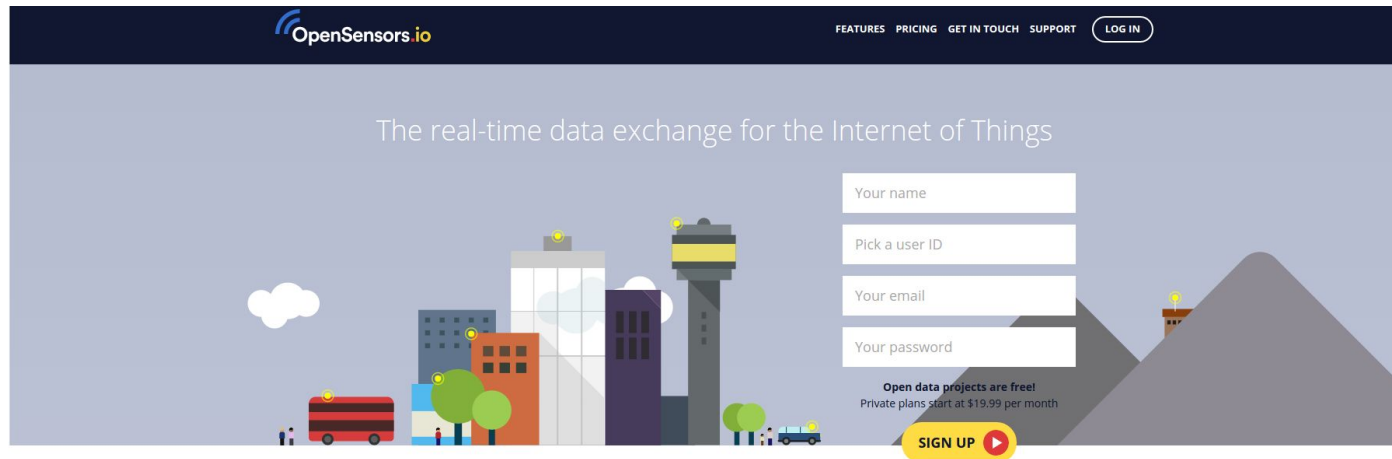 OpenSensors.io
FEATURES PRICING GET IN TOUCH SUPPORT LOG IN
The real-time data exchange for the Internet of Things
Your name
Pick a user ID
Your email
Your password
Open data projects are free!
Private plans start at $19.99 per month
SIGN UP